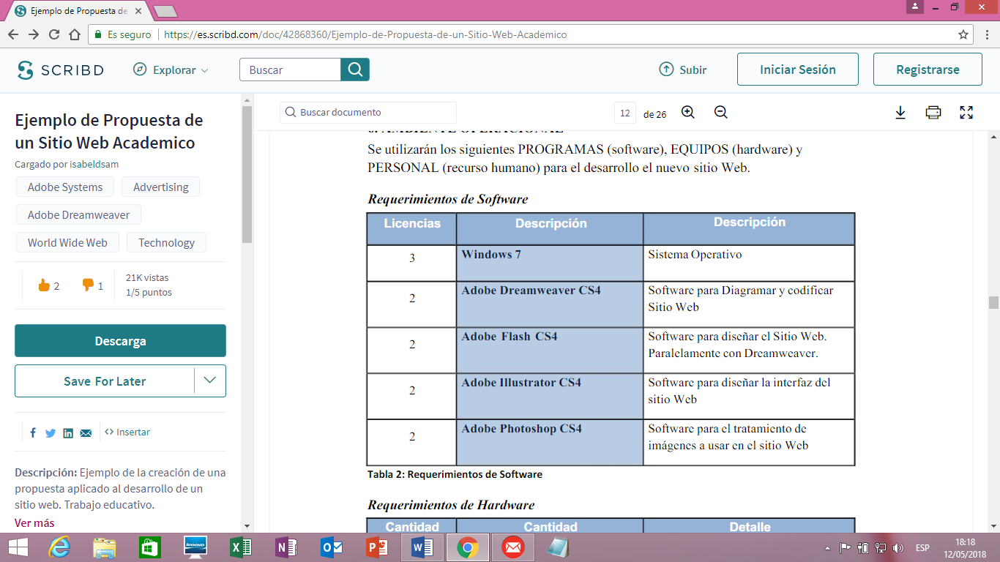 Ejemplo de Propuesta de
Es seguro
https://es.scribd.com/doc/42868360/Ejemplo-de-Propuesta-de-un-Sitio-Web-Academico
SCRIBD
Explorar
Buscar
Subir
Iniciar Sesión
Registrarse
Ejemplo de Propuesta de
un Sitio Web Academico
Cargado por isabeldsam
Adobe Systems
Advertising
Adobe Dreamweaver
World Wide Web
Technology
2
1
21K vistas
1/5 puntos
Descarga
Save For Later
<> Insertar
Descripción: Ejemplo de la creación de una
propuesta aplicado al desarrollo de un
sitio web. Trabajo educativo.
Ver más
Buscar documento
12
de 26
AMBIENTE OPERACIONAL
Se utilizarán los siguientes PROGRAMAS (software), EQUIPOS (hardware) y
PERSONAL (recurso humano) para el desarrollo el nuevo sitio Web.
Requerimientos de Software
Licencias Descripción Descripción
3 Windows 7 Sistema Operativo
2 Adobe Dreamweaver CS4 Software para Diagramar y codificar
Sitio Web
2 Adobe Flash CS4 Software para diseñar el Sitio Web.
Paralelamente con Dreamweaver.
2 Adobe Illustrator CS4 Software para diseñar la interfaz del
sitio Web
2 Adobe Photoshop CS4 Software para el tratamiento de
imágenes a usar en el sitio Web
Tabla 2: Requerimientos de Software
Requerimientos de Hardware
Cantidad Cantidad Detalle
lenovo
ESP
18:18
12/05/2018